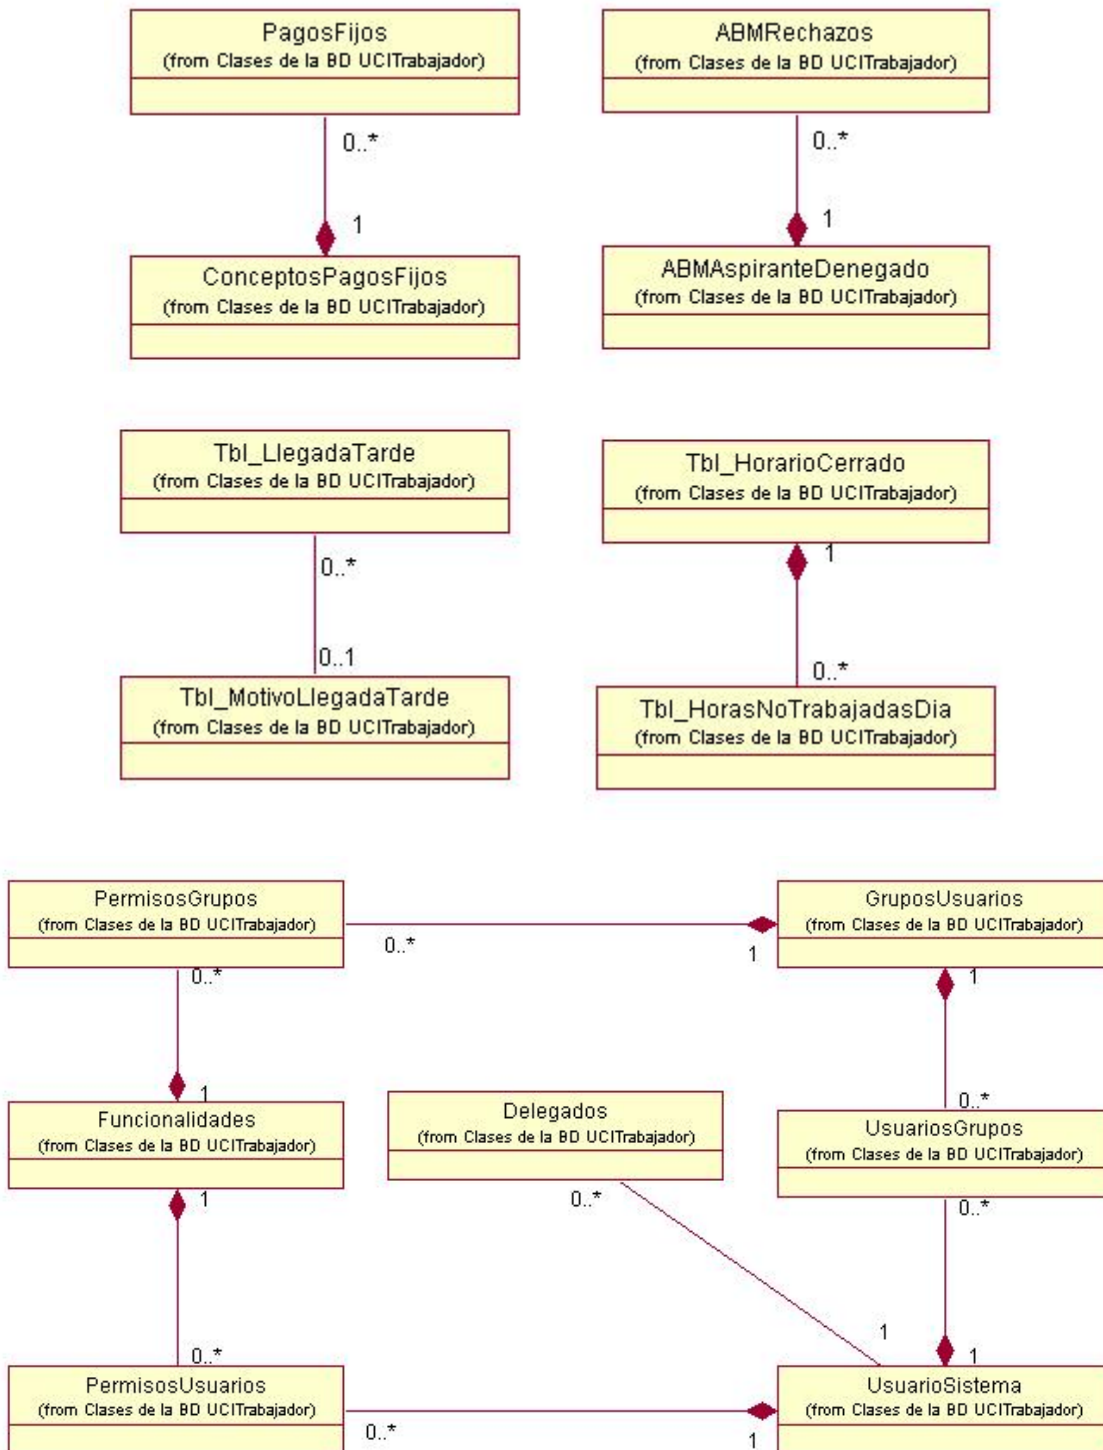 PagosFijos
(from Clases de la BD UCITrabajador)
0..*
1
ConceptosPagosFijos
(from Clases de la BD UCITrabajador)
ABMRechazos
(from Clases de la BD UCITrabajador)
0..*
1
ABMAspiranteDenegado
(from Clases de la BD UCITrabajador)
Tbl_LlegadaTarde
(from Clases de la BD UCITrabajador)
0..*
0..1
Tbl_MotivoLlegadaTarde
(from Clases de la BD UCITrabajador)
Tbl_HorarioCerrado
(from Clases de la BD UCITrabajador)
1
0..*
Tbl_HorasNoTrabajadasDia
(from Clases de la BD UCITrabajador)
PermisosGrupos
(from Clases de la BD UCITrabajador)
0..*
1
GruposUsuarios
(from Clases de la BD UCITrabajador)
0..*
1
1
0..*
Funcionalidades
(from Clases de la BD UCITrabajador)
Delegados
(from Clases de la BD UCITrabajador)
UsuariosGrupos
(from Clases de la BD UCITrabajador)
1
0..*
0..*
0..*
1
1
PermisosUsuarios
(from Clases de la BD UCITrabajador)
0..*
1
UsuarioSistema
(from Clases de la BD UCITrabajador)